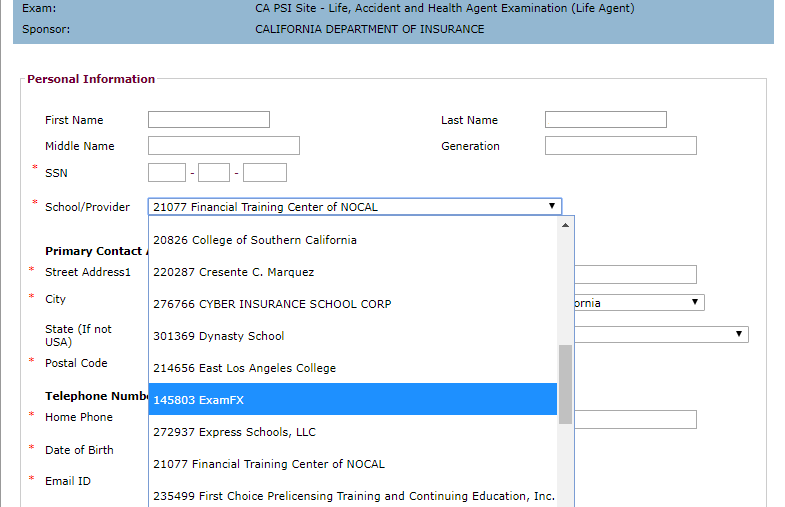 Exam: CA PSI Site - Life, Accident and Health Agent Examination (Life Agent)
Sponsor: CALIFORNIA DEPARTMENT OF INSURANCE
Personal Information
First Name Last Name
Middle Name Generation
* SSN - -
* School/Provider 21077 Financial Training Center of NOCAL
20826 College of Southern California
Primary Contact
* Street Address1 220287 Cresente C. Marquez
* City 276766 CYBER INSURANCE SCHOOL CORP ornia
State (If not
USA) 301369 Dynasty School
* Postal Code 214656 East Los Angeles College
Telephone Numb 145803 ExamFX
* Home Phone 272937 Express Schools, LLC
* Date of Birth 21077 Financial Training Center of NOCAL
* Email ID 235499 First Choice Prelicensing Training and Continuing Education, Inc.